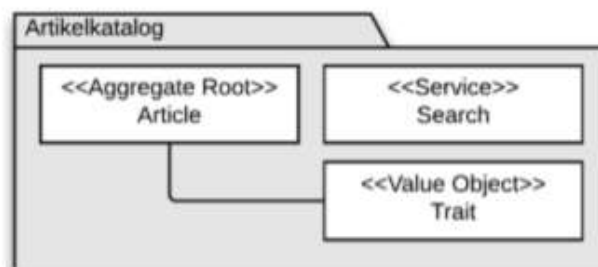 Artikelkatalog
<<Aggregate Root>>
Article
<<Service>>
Search
<<Value Object>>
Trait